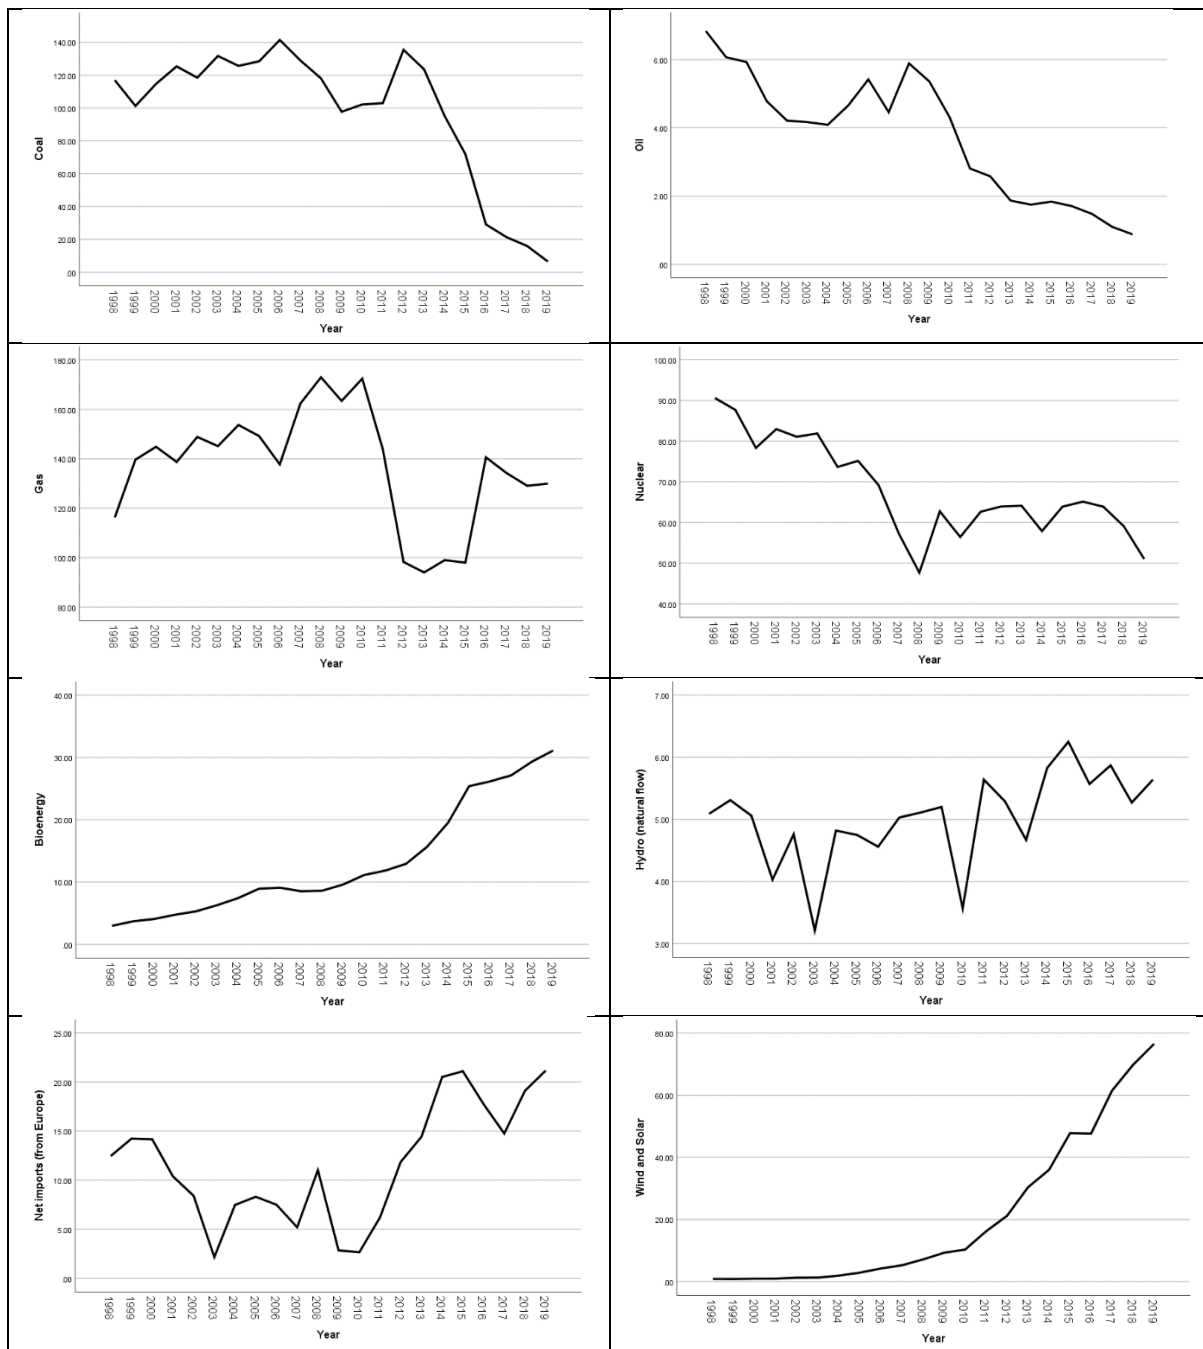 140.00
120.00
100.00
80.00
60.00
40.00
20.00
.00
Coal
1998 1999 2000 2001 2002 2003 2004 2005 2006 2007 2008 2009 2010 2011 2012 2013 2014 2015 2016 2017 2018 2019
Year
6.00
4.00
2.00
.00
Oil
1998 1999 2000 2001 2002 2003 2004 2005 2006 2007 2008 2009 2010 2011 2012 2013 2014 2015 2016 2017 2018 2019
Year
180.00
160.00
140.00
120.00
100.00
80.00
Gas
1998 1999 2000 2001 2002 2003 2004 2005 2006 2007 2008 2009 2010 2011 2012 2013 2014 2015 2016 2017 2018 2019
Year
100.00
90.00
80.00
70.00
60.00
50.00
40.00
Nuclear
1998 1999 2000 2001 2002 2003 2004 2005 2006 2007 2008 2009 2010 2011 2012 2013 2014 2015 2016 2017 2018 2019
Year
40.00
30.00
20.00
10.00
.00
Bioenergy
1998 1999 2000 2001 2002 2003 2004 2005 2006 2007 2008 2009 2010 2011 2012 2013 2014 2015 2016 2017 2018 2019
Year
7.00
6.00
5.00
4.00
3.00
Hydro (natural flow)
1998 1999 2000 2001 2002 2003 2004 2005 2006 2007 2008 2009 2010 2011 2012 2013 2014 2015 2016 2017 2018 2019
Year
25.00
20.00
15.00
10.00
5.00
.00
Net imports (from Europe)
1998 1999 2000 2001 2002 2003 2004 2005 2006 2007 2008 2009 2010 2011 2012 2013 2014 2015 2016 2017 2018 2019
Year
80.00
60.00
40.00
20.00
.00
Wind and Solar
1998 1999 2000 2001 2002 2003 2004 2005 2006 2007 2008 2009 2010 2011 2012 2013 2014 2015 2016 2017 2018 2019
Year